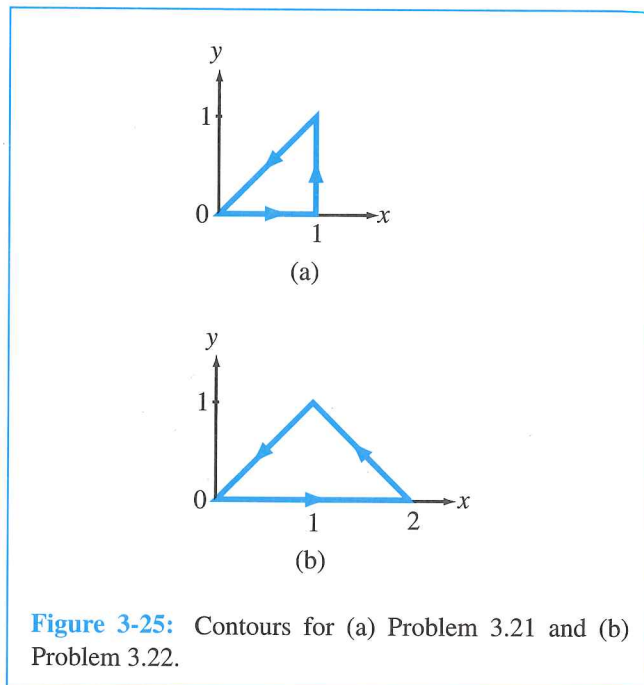 y
1
0
x
1
(a)
y
1
0
x
1
2
(b)
Figure 3-25: Contours for (a) Problem 3.21 and (b)
Problem 3.22.